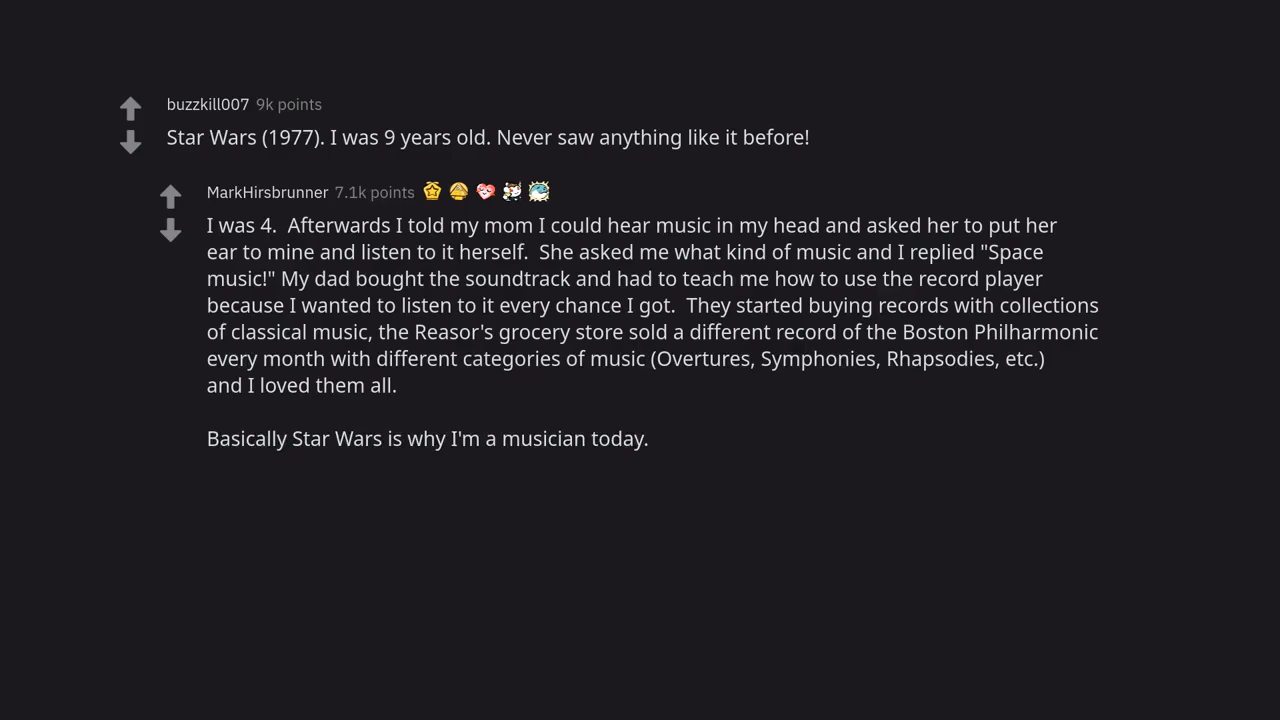 buzzkill007 9k points
Star Wars (1977). I was 9 years old. Never saw anything like it before!
MarkHirsbrunner 7.1k points
I was 4.  Afterwards I told my mom I could hear music in my head and asked her to put her
ear to mine and listen to it herself.  She asked me what kind of music and I replied "Space
music!" My dad bought the soundtrack and had to teach me how to use the record player
because I wanted to listen to it every chance I got.  They started buying records with collections
of classical music, the Reasor's grocery store sold a different record of the Boston Philharmonic
every month with different categories of music (Overtures, Symphonies, Rhapsodies, etc.)
and I loved them all.
Basically Star Wars is why I'm a musician today.